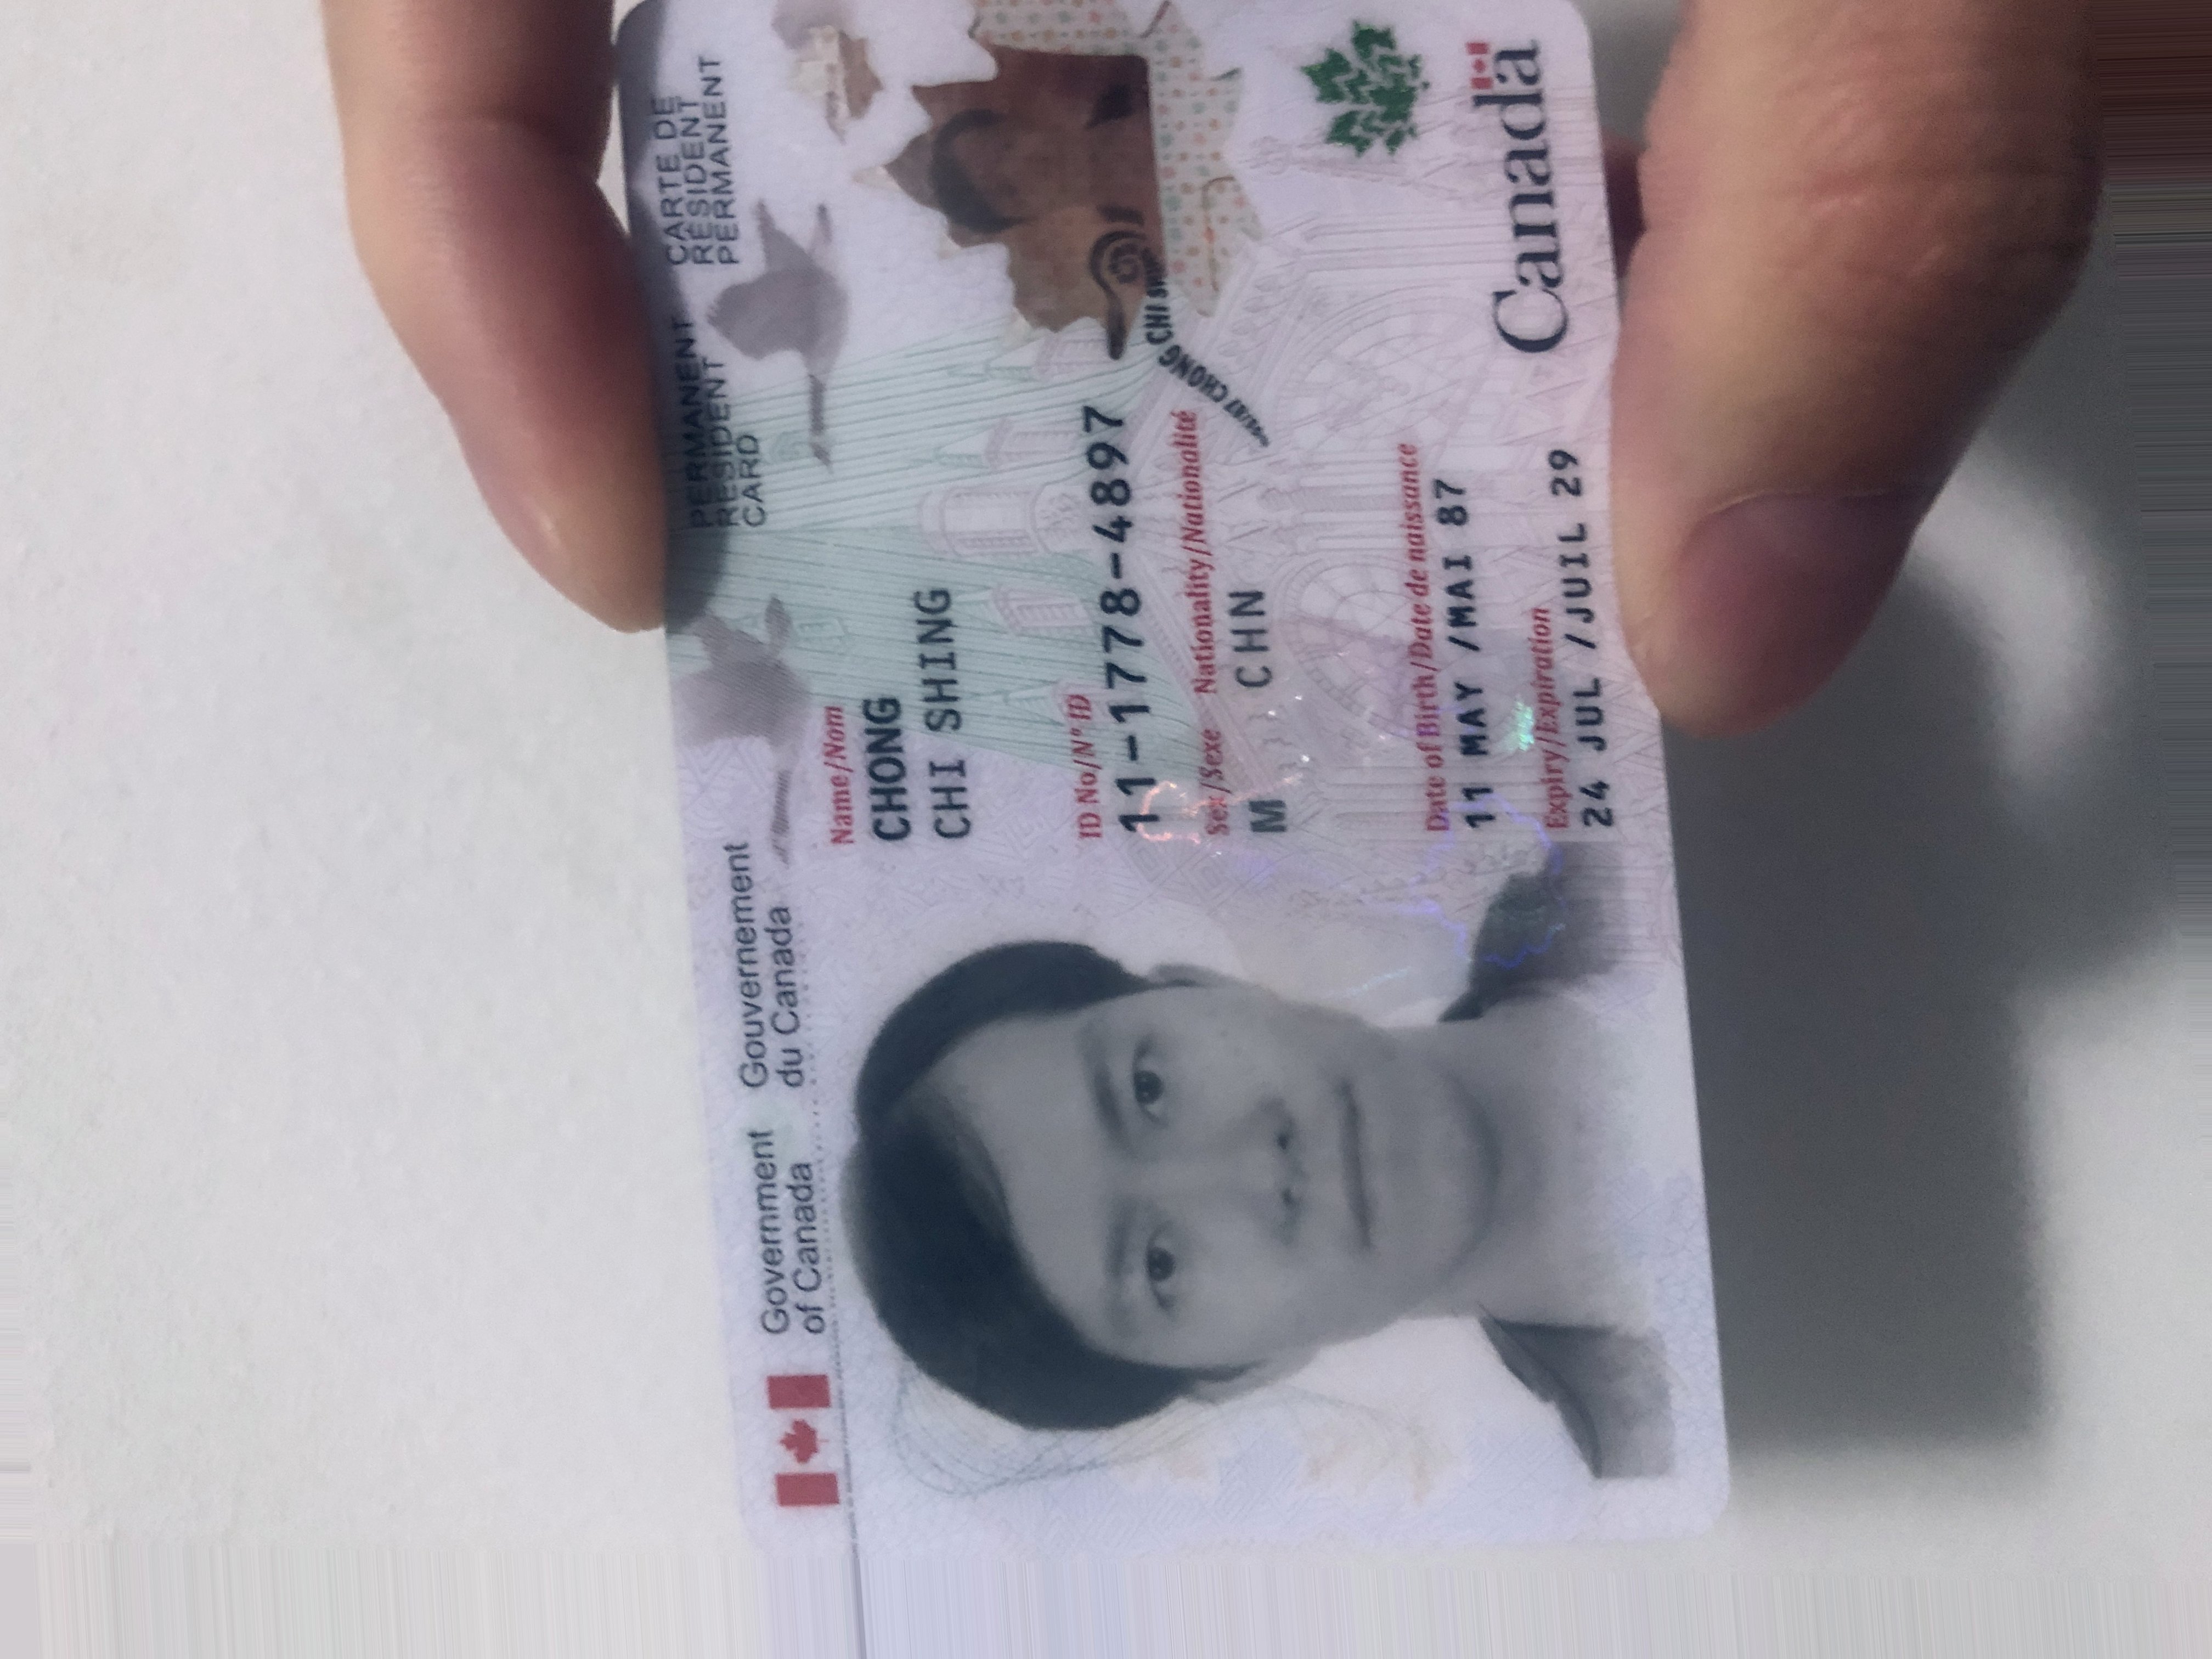 Government
of Canada
Gouvernement
du Canada
PERMANENT
RESIDENT
CARD
CARTE DE
RÉSIDENT
PERMANENT
Name/Nom
CHONG
CHI SHING
ID No/Nº ID
11-1778-4897
Sex/Sexe Nationality/Nationalité
M CHN
CHONG CHI
Date of Birth/Date de naissance
11 MAY /MAI 87
Expiry/Expiration
24 JUL /JUIL 29
Canada